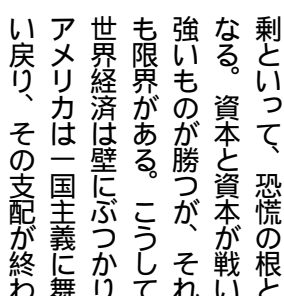 剰といって、恐慌の根と
なる。資本と資本が戦い
強いものが勝つが、それ
も限界がある。こうして
世界経済は壁にぶつかり
アメリカは一国主義に舞
い戻り、その支配が終わ